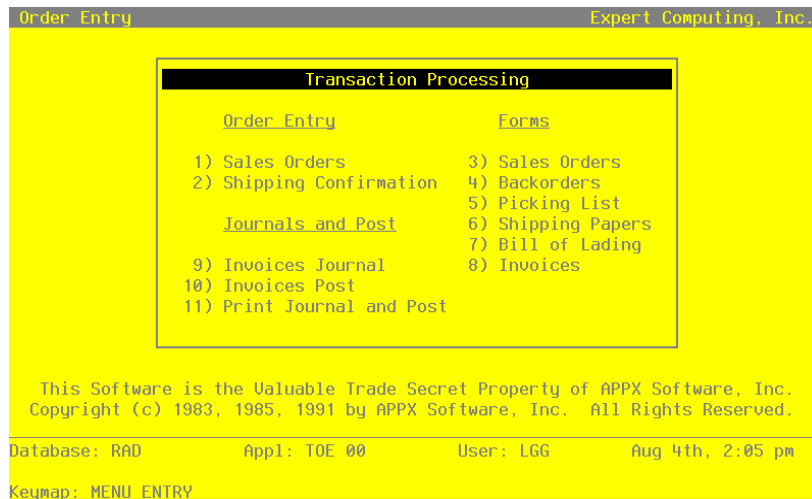 Order Entry Expert Computing, Inc.
Transaction Processing
Order Entry Forms
1) Sales Orders 3) Sales Orders
2) Shipping Confirmation 4) Backorders
5) Picking List
Journals and Post 6) Shipping Papers
7) Bill of Lading
9) Invoices Journal 8) Invoices
10) Invoices Post
11) Print Journal and Post
This Software is the Valuable Trade Secret Property of APPX Software, Inc.
Copyright (c) 1983, 1985, 1991 by APPX Software, Inc. All Rights Reserved.
Database: RAD Appl: TOE 00 User: LGG Aug 4th, 2:05 pm
Keymap: MENU ENTRY